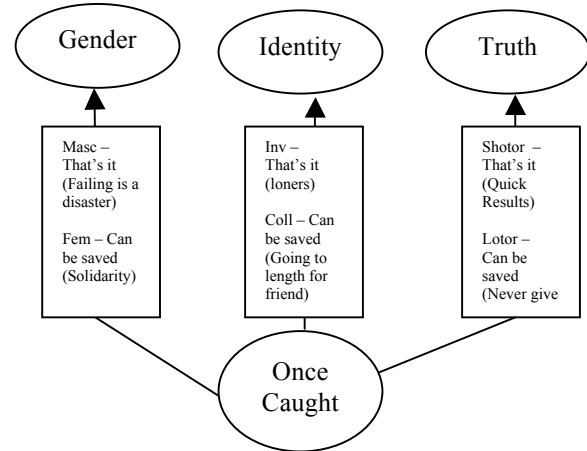 Gender
Identity
Truth
Masc –
That's it
(Failing is a
disaster)
Fem – Can
be saved
(Solidarity)
Inv –
That's it
(loners)
Coll – Can
be saved
(Going to
length for
friend)
Shotor –
That's it
(Quick
Results)
Lotor –
Can be
saved
(Never give
Once
Caught